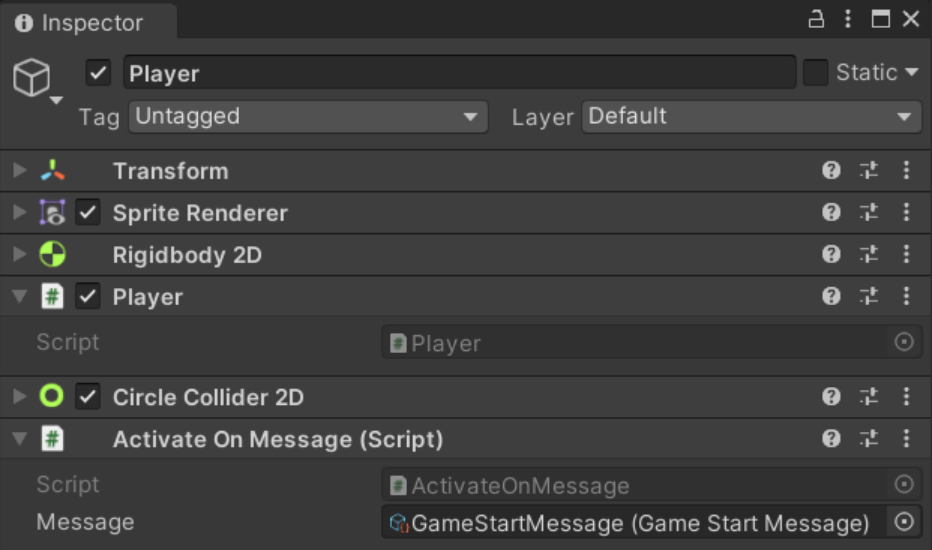 Inspector
Player
Static
Tag Untagged Layer Default
Transform
Sprite Renderer
Rigidbody 2D
# Player
Script Player
Circle Collider 2D
# Activate On Message (Script)
Script ActivateOnMessage
Message GameStartMessage (Game Start Message)